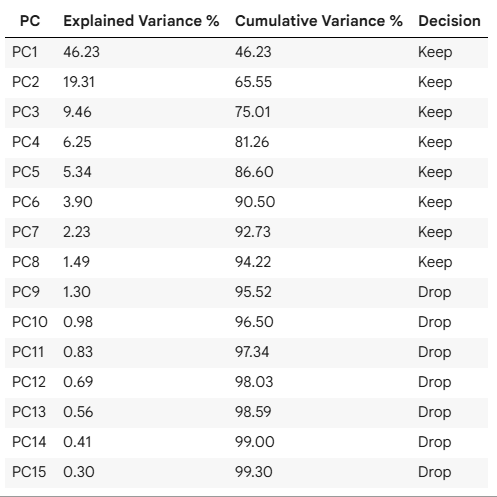 PC Explained Variance % Cumulative Variance % Decision
PC1 46.23 46.23 Keep
PC2 19.31 65.55 Keep
PC3 9.46 75.01 Keep
PC4 6.25 81.26 Keep
PC5 5.34 86.60 Keep
PC6 3.90 90.50 Keep
PC7 2.23 92.73 Keep
PC8 1.49 94.22 Keep
PC9 1.30 95.52 Drop
PC10 0.98 96.50 Drop
PC11 0.83 97.34 Drop
PC12 0.69 98.03 Drop
PC13 0.56 98.59 Drop
PC14 0.41 99.00 Drop
PC15 0.30 99.30 Drop